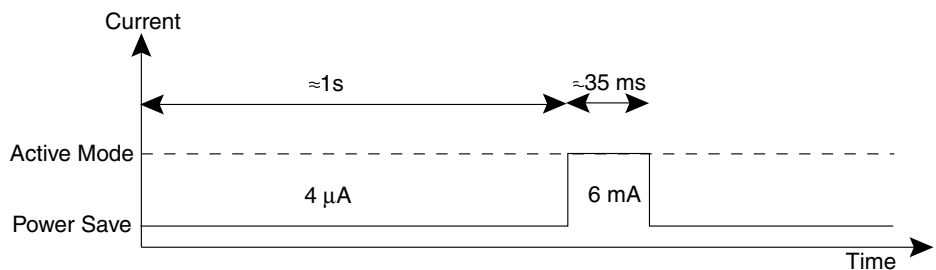 Current
≈1s
≈35 ms
Active Mode
4 μA
6 mA
Power Save
Time